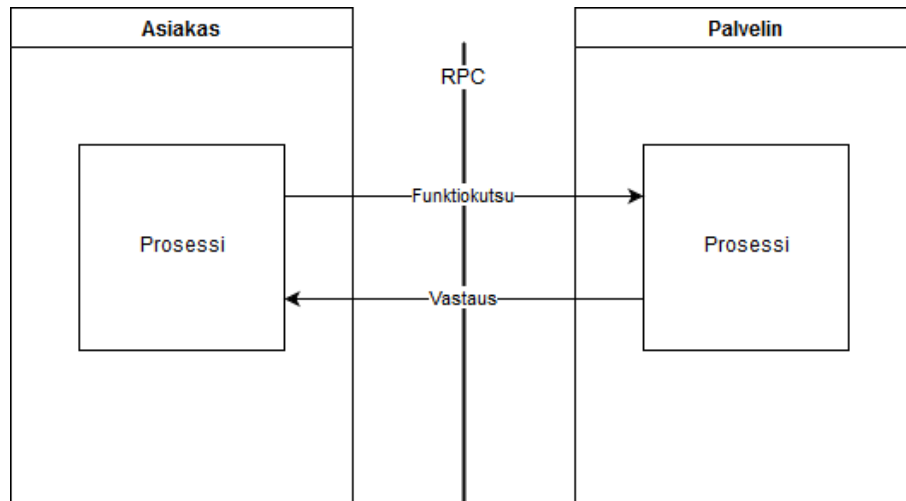 Asiakas
Palvelin
RPC
Funktiokutsu
Prosessi
Prosessi
Vastaus